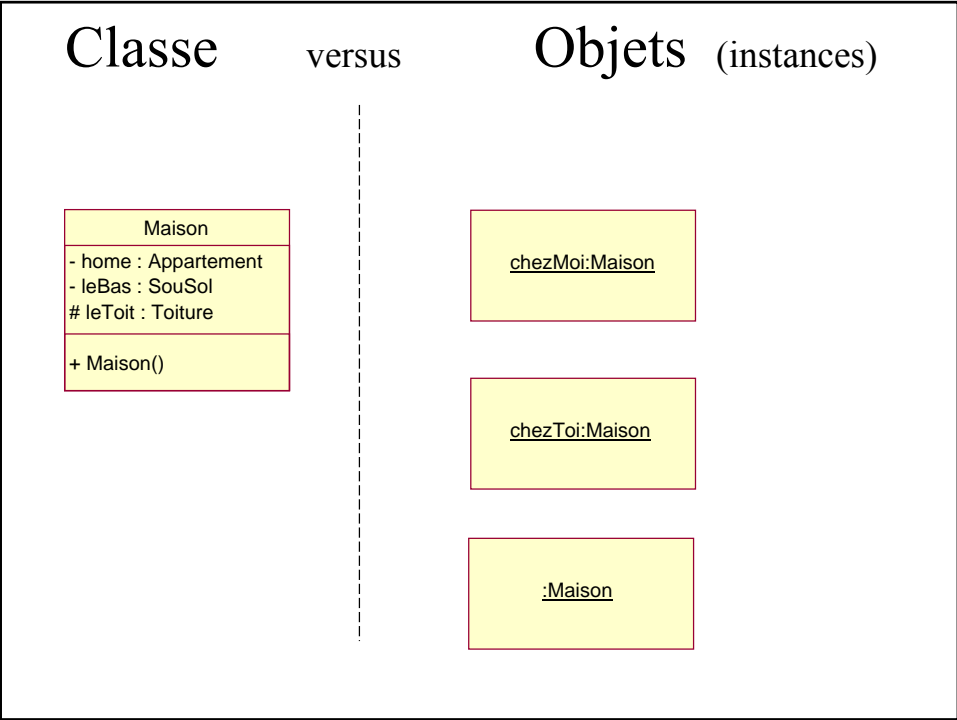 Classe versus Objets (instances)
Maison
- home : Appartement
- leBas : SouSol
# leToit : Toiture
+ Maison()
chezMoi:Maison
chezToi:Maison
:Maison